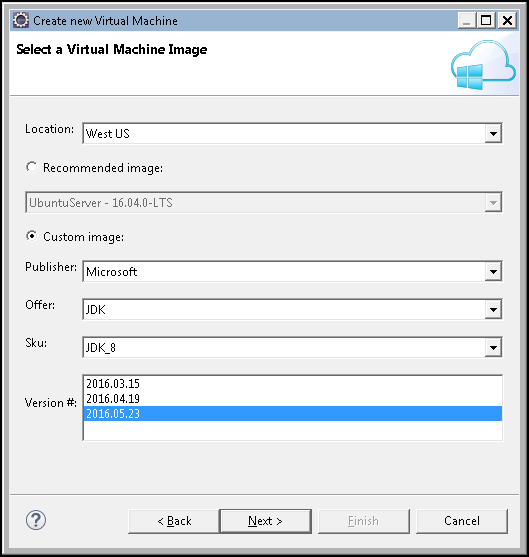 Create new Virtual Machine
Select a Virtual Machine Image
Location: West US
Recommended image:
UbuntuServer - 16.04.0-LTS
Custom image:
Publisher: Microsoft
Offer: JDK
Sku: JDK_8
2016.03.15
Version #: 2016.04.19
2016.05.23
? < Back Next > Finish Cancel